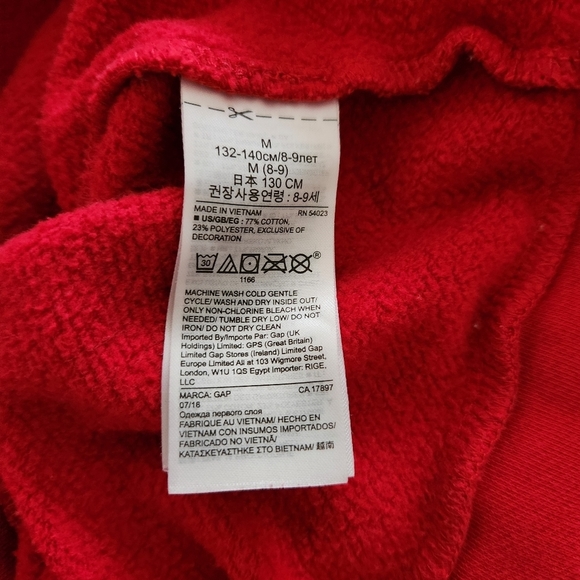 M
132-140см/8-9лет
M (8-9)
日本 130 CM
권장사용연령 : 8-9세
MADE IN VIETNAM RN 54023
■ US/GB/EG : 77% COTTON,
23% POLYESTER, EXCLUSIVE OF
DECORATION
30
®
1166
MACHINE WASH COLD GENTLE
CYCLE/ WASH AND DRY INSIDE OUT/
ONLY NON-CHLORINE BLEACH WHEN
NEEDED/ TUMBLE DRY LOW/ DO NOT
IRON/ DO NOT DRY CLEAN
Imported By/Importe Par: Gap (UK
Holdings) Limited: GPS (Great Britain)
Limited Gap Stores (Ireland) Limited Gap
Europe Limited All at 103 Wigmore Street,
London, W1U 1QS Egypt Importer: RIGE,
LLC
MARCA: GAP CA 17897
07/16
Одежда первого слоя
FABRIQUE AU VIETNAM/ HECHO EN
VIETNAM CON INSUMOS IMPORTADOS/
FABRICADO NO VIETNÃ/
ΚΑΤΑΣΚΕΥΑΣΤΗΚΕ ΣΤΟ ΒΙΕΤΝΑΜ/ 越南